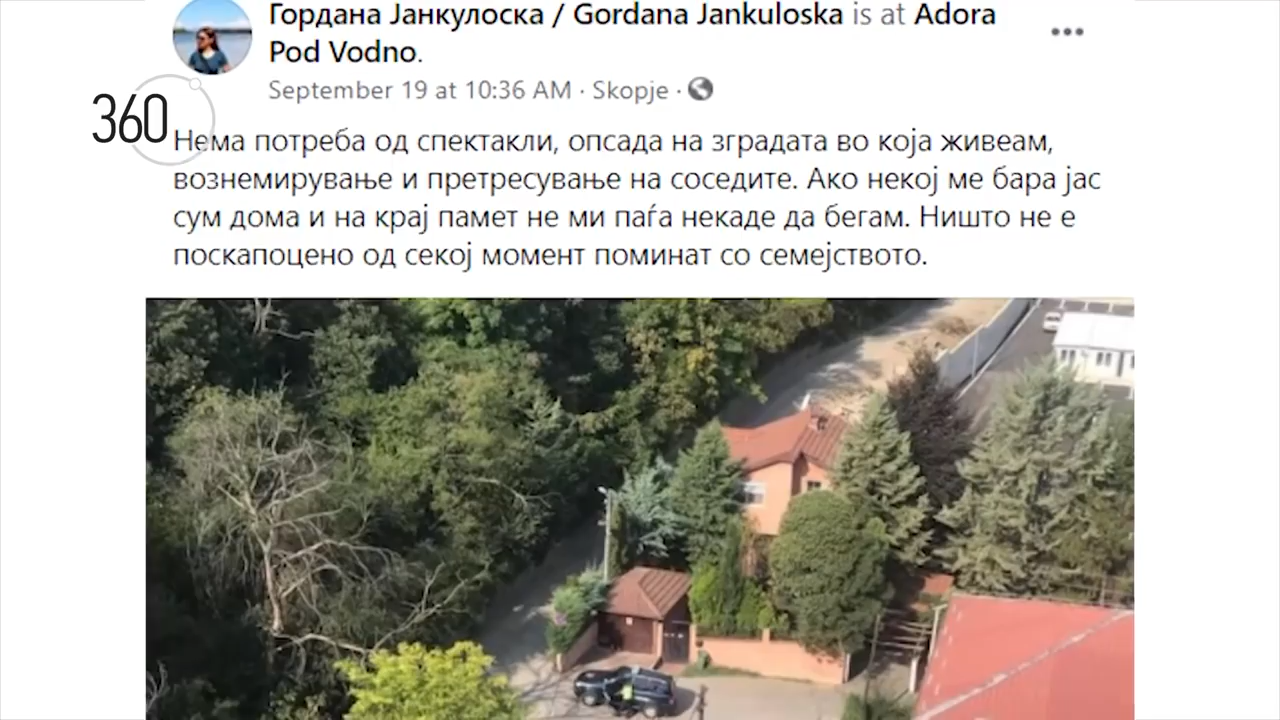 Гордана Јанкулоска / Gordana Jankuloska is at Adora
Pod Vodno.
September 19 at 10:36 AM · Skopje ·
360
Нема потреба од спектакли, опсада на зградата во која живеам,
вознемирување и претресување на соседите. Ако некој ме бара јас
сум дома и на крај памет не ми паѓа некаде да бегам. Ништо не е
поскапоцено од секој момент поминат со семејството.